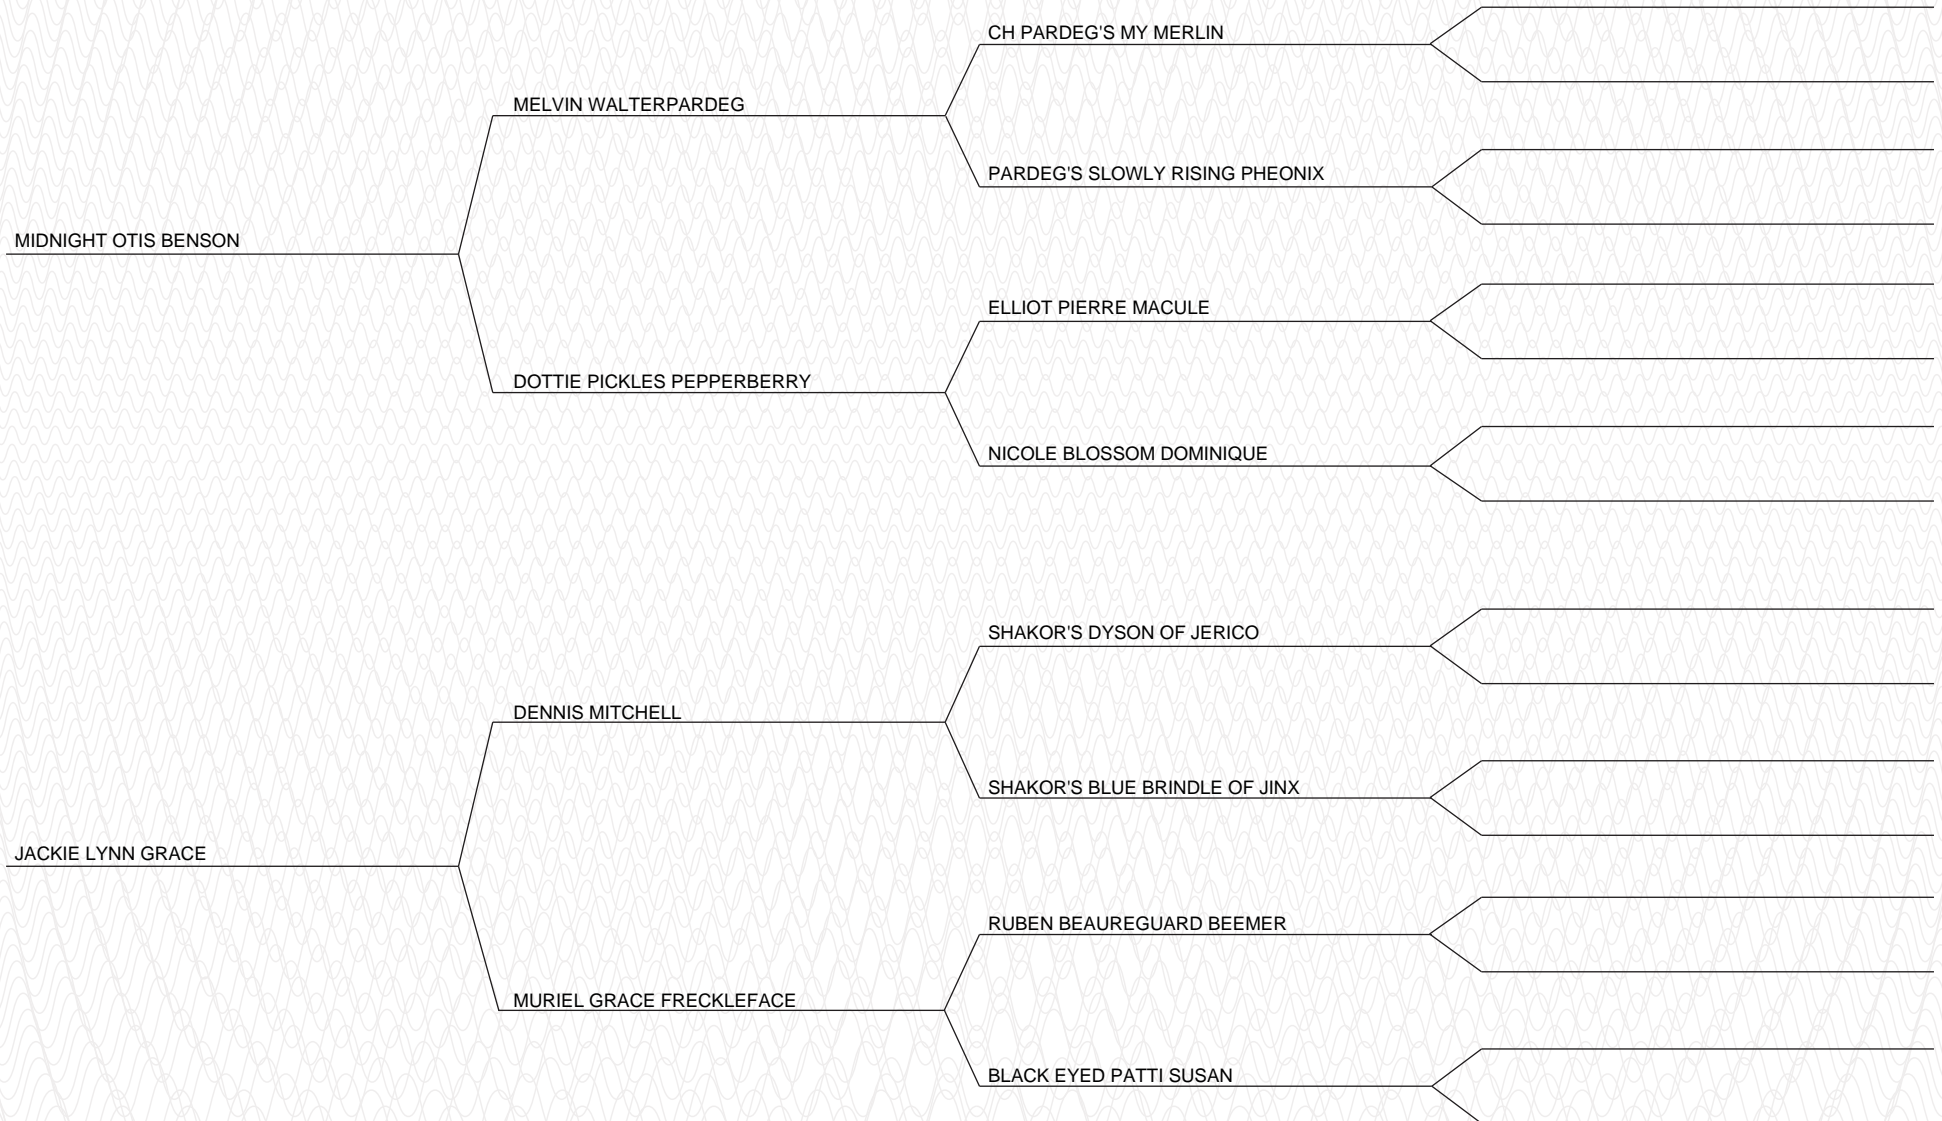 CH PARDEG'S MY MERLIN
MELVIN WALTERPARDEG
PARDEG'S SLOWLY RISING PHEONIX
MIDNIGHT OTIS BENSON
ELLIOT PIERRE MACULE
DOTTIE PICKLES PEPPERBERRY
NICOLE BLOSSOM DOMINIQUE
SHAKOR'S DYSON OF JERICO
DENNIS MITCHELL
SHAKOR'S BLUE BRINDLE OF JINX
JACKIE LYNN GRACE
RUBEN BEAUREGUARD BEEMER
MURIEL GRACE FRECKLEFACE
BLACK EYED PATTI SUSAN